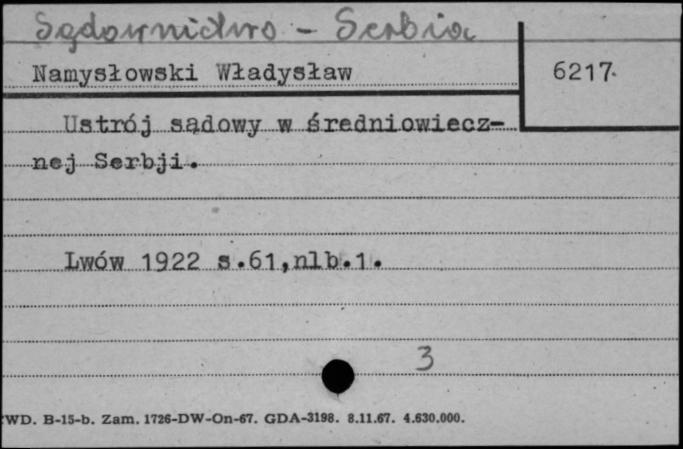 Sądownictwo - Serbia
Namysłowski Władysław
6217.
Ustrój sądowy w średniowiecz-
nej Serbji.
Lwów 1922 s.61,nlb.1.
3
WD. B-15-b. Zam. 1726-DW-On-67. GDA-3198. 8.11.67. 4.630.000.